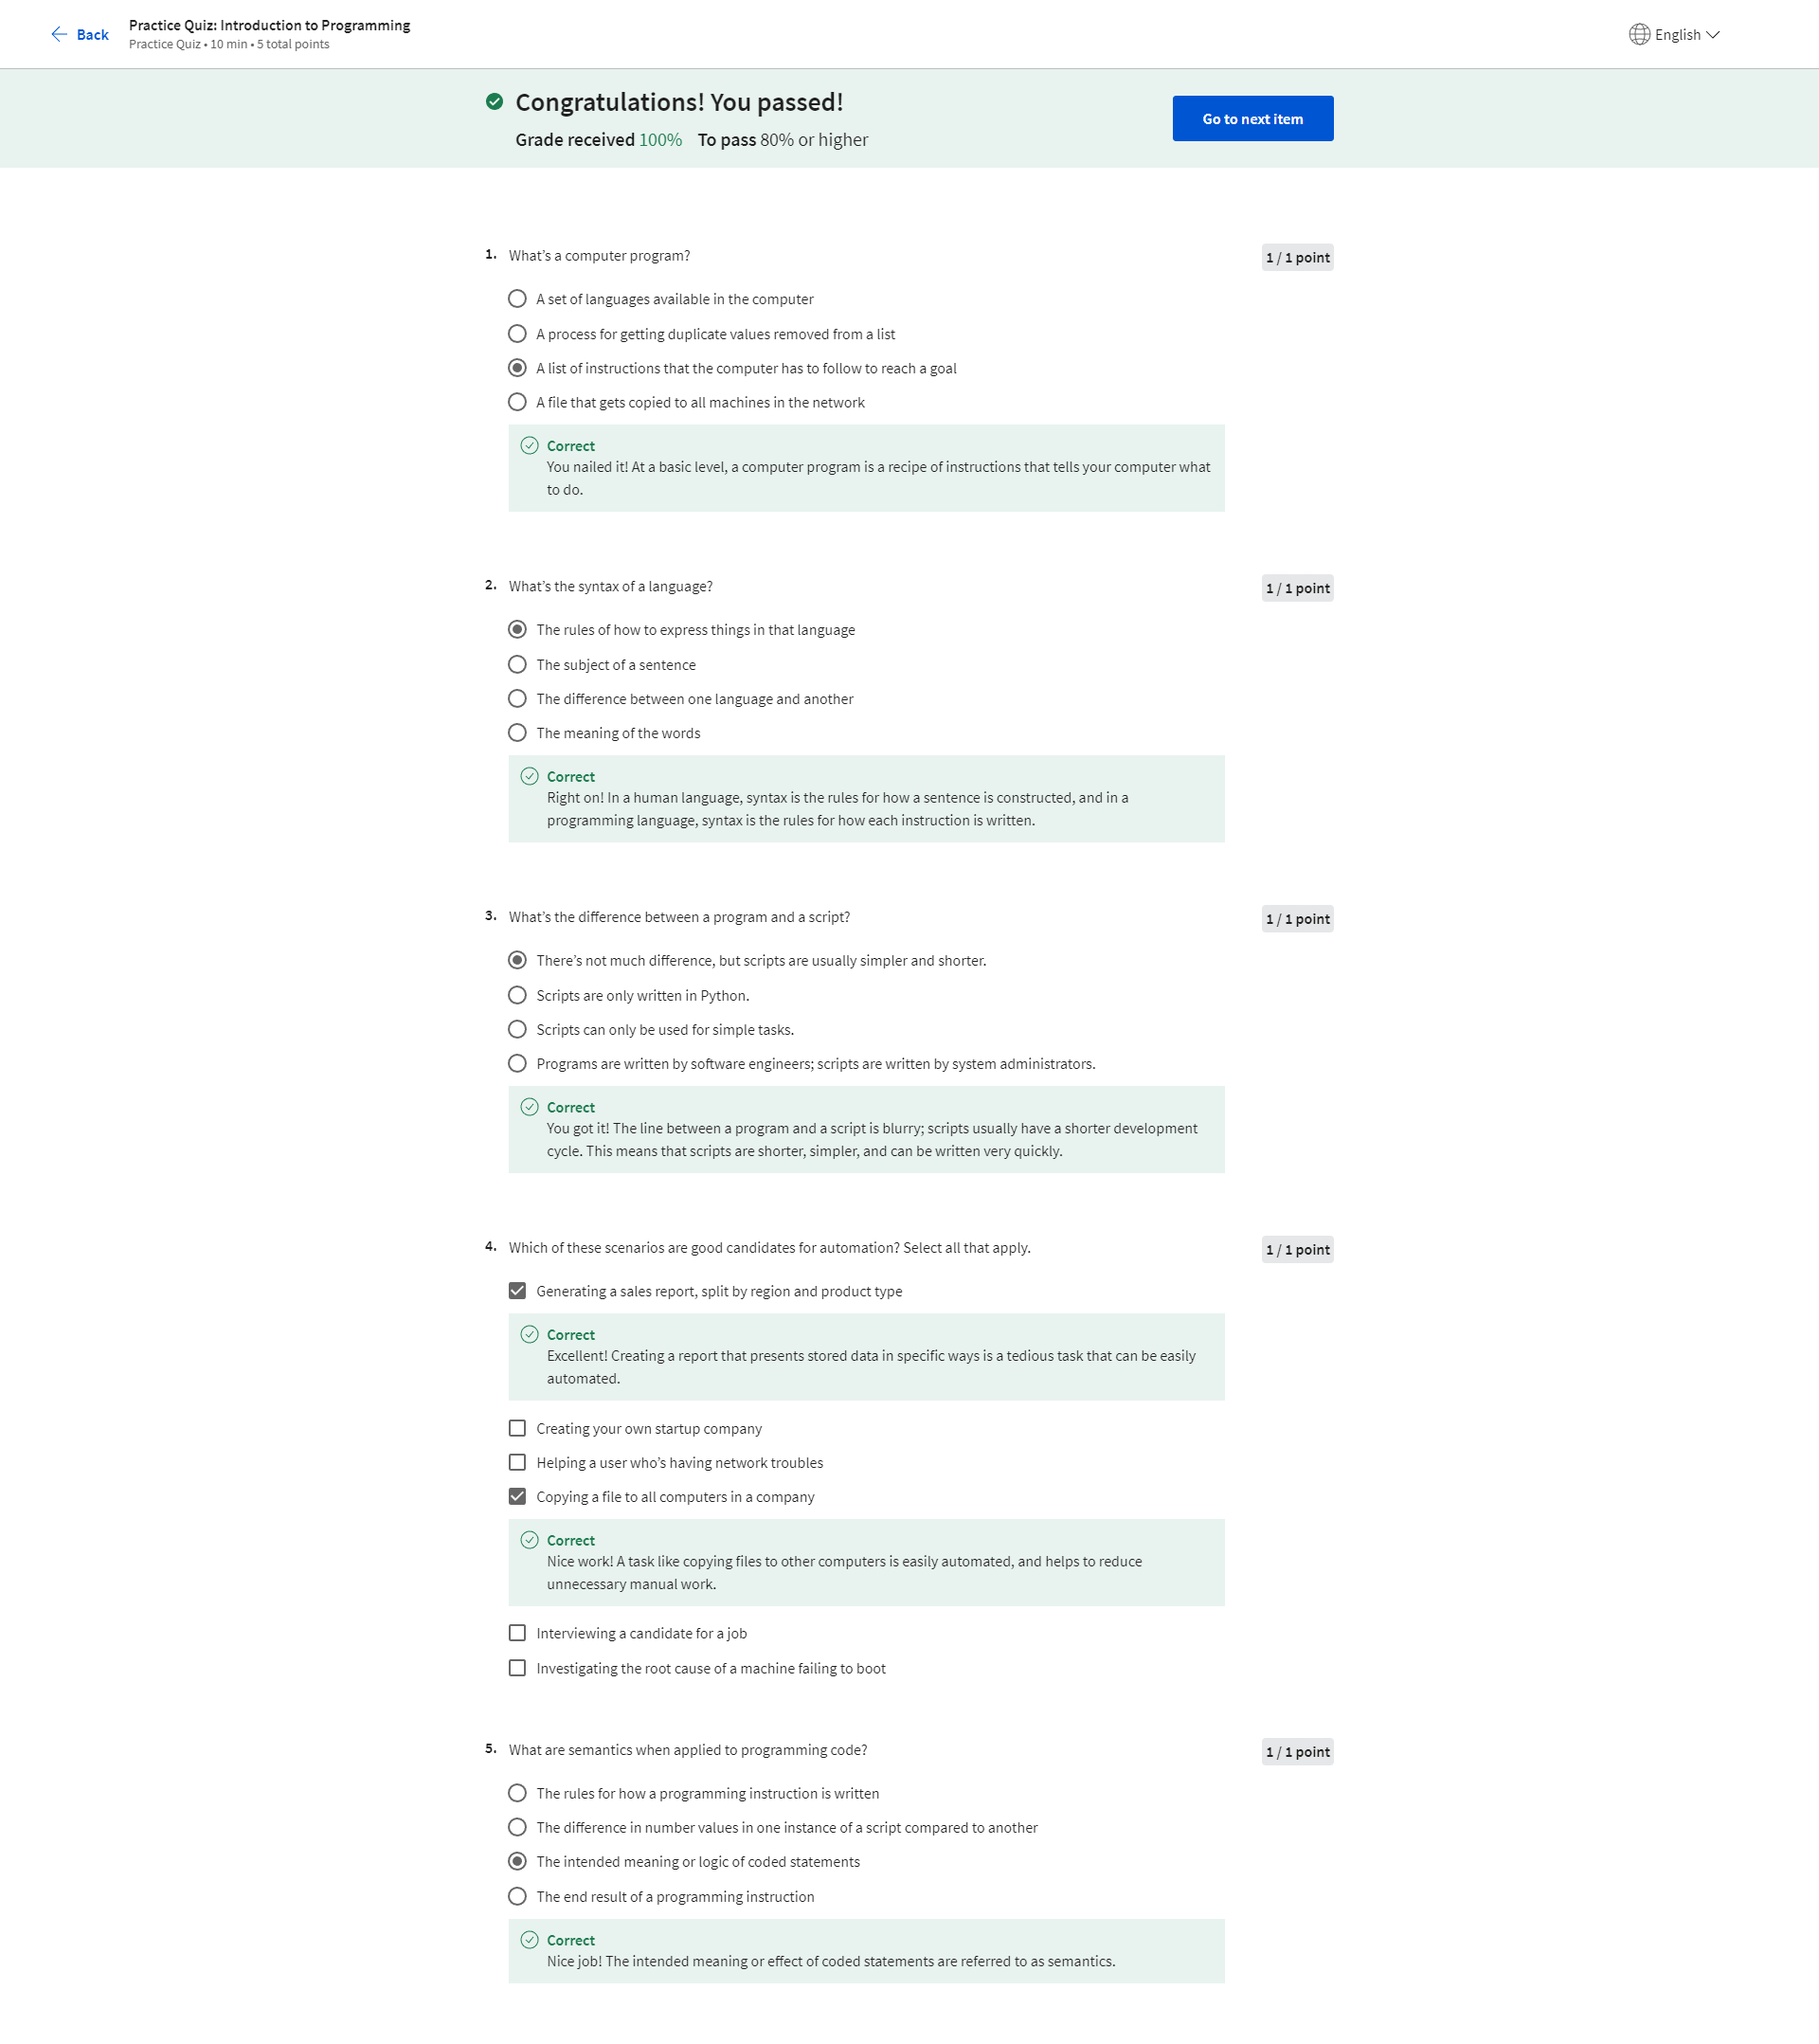 Back
Practice Quiz: Introduction to Programming
Practice Quiz • 10 min • 5 total points
English
Congratulations! You passed!
Grade received 100% To pass 80% or higher
Go to next item
1. What’s a computer program?
1 / 1 point
A set of languages available in the computer
A process for getting duplicate values removed from a list
A list of instructions that the computer has to follow to reach a goal
A file that gets copied to all machines in the network
Correct
You nailed it! At a basic level, a computer program is a recipe of instructions that tells your computer what
to do.
2. What’s the syntax of a language?
1 / 1 point
The rules of how to express things in that language
The subject of a sentence
The difference between one language and another
The meaning of the words
Correct
Right on! In a human language, syntax is the rules for how a sentence is constructed, and in a
programming language, syntax is the rules for how each instruction is written.
3. What’s the difference between a program and a script?
1 / 1 point
There’s not much difference, but scripts are usually simpler and shorter.
Scripts are only written in Python.
Scripts can only be used for simple tasks.
Programs are written by software engineers; scripts are written by system administrators.
Correct
You got it! The line between a program and a script is blurry; scripts usually have a shorter development
cycle. This means that scripts are shorter, simpler, and can be written very quickly.
4. Which of these scenarios are good candidates for automation? Select all that apply.
1 / 1 point
Generating a sales report, split by region and product type
Correct
Excellent! Creating a report that presents stored data in specific ways is a tedious task that can be easily
automated.
Creating your own startup company
Helping a user who’s having network troubles
Copying a file to all computers in a company
Correct
Nice work! A task like copying files to other computers is easily automated, and helps to reduce
unnecessary manual work.
Interviewing a candidate for a job
Investigating the root cause of a machine failing to boot
5. What are semantics when applied to programming code?
1 / 1 point
The rules for how a programming instruction is written
The difference in number values in one instance of a script compared to another
The intended meaning or logic of coded statements
The end result of a programming instruction
Correct
Nice job! The intended meaning or effect of coded statements are referred to as semantics.